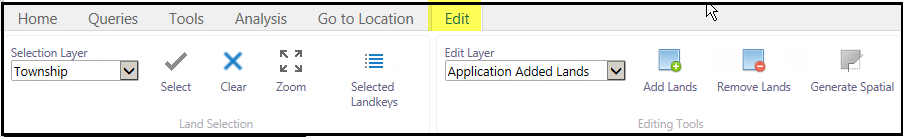 Home Queries Tools Analysis Go to Location Edit
Selection Layer
Township
Select Clear Zoom Selected
Landkeys
Land Selection
Edit Layer
Application Added Lands
Add Lands Remove Lands Generate Spatial
Editing Tools